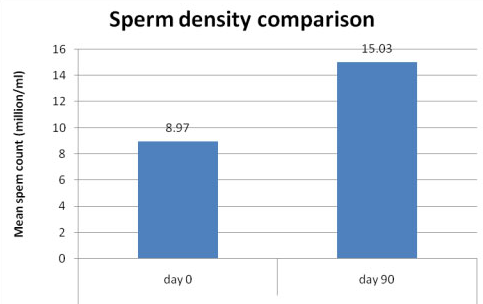 Sperm density comparison
Mean spem count (million/ml)
16
14
12
10
8
6
4
2
0
8.97
15.03
day 0
day 90